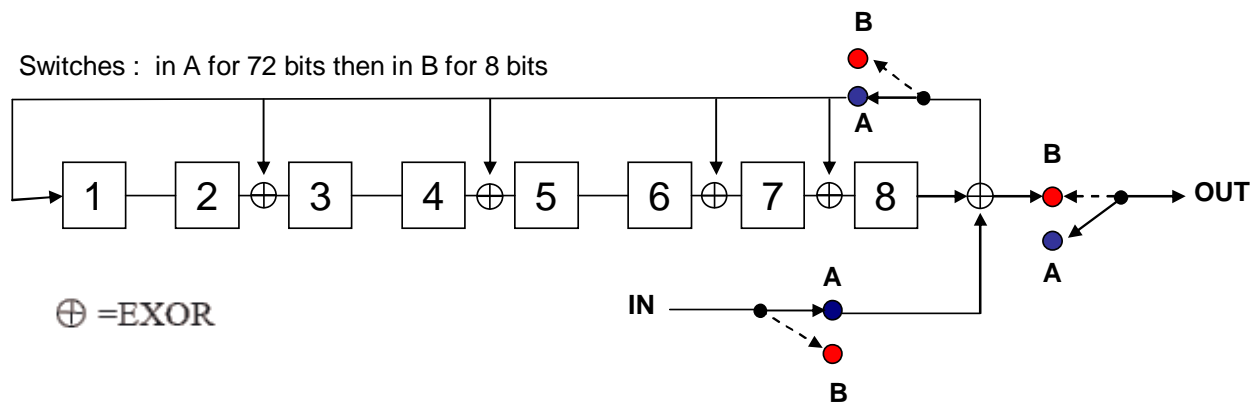 B
Switches : in A for 72 bits then in B for 8 bits
A
B
1 2 3 4 5 6 7 8
OUT
A
A
IN
⊕ =EXOR
B